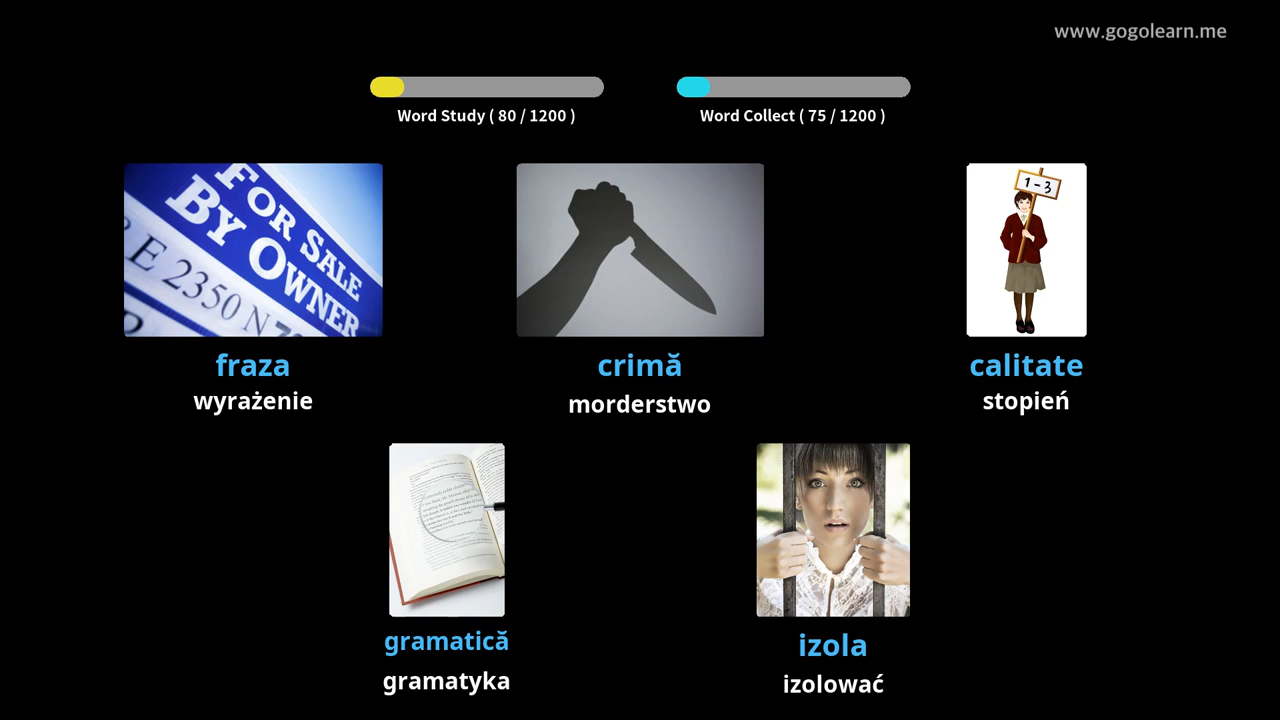 www.gogolearn.me
Word Study ( 80 / 1200 )
Word Collect ( 75 / 1200 )
FOR SALE
BY OWNER
E 2350 N
1-3
fraza
wyrażenie
crimă
morderstwo
calitate
stopień
gramatică
gramatyka
izola
izolować